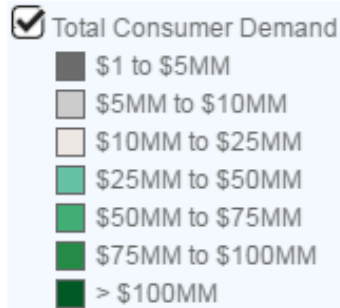 Total Consumer Demand
$1 to $5MM
$5MM to $10MM
$10MM to $25MM
$25MM to $50MM
$50MM to $75MM
$75MM to $100MM
> $100MM